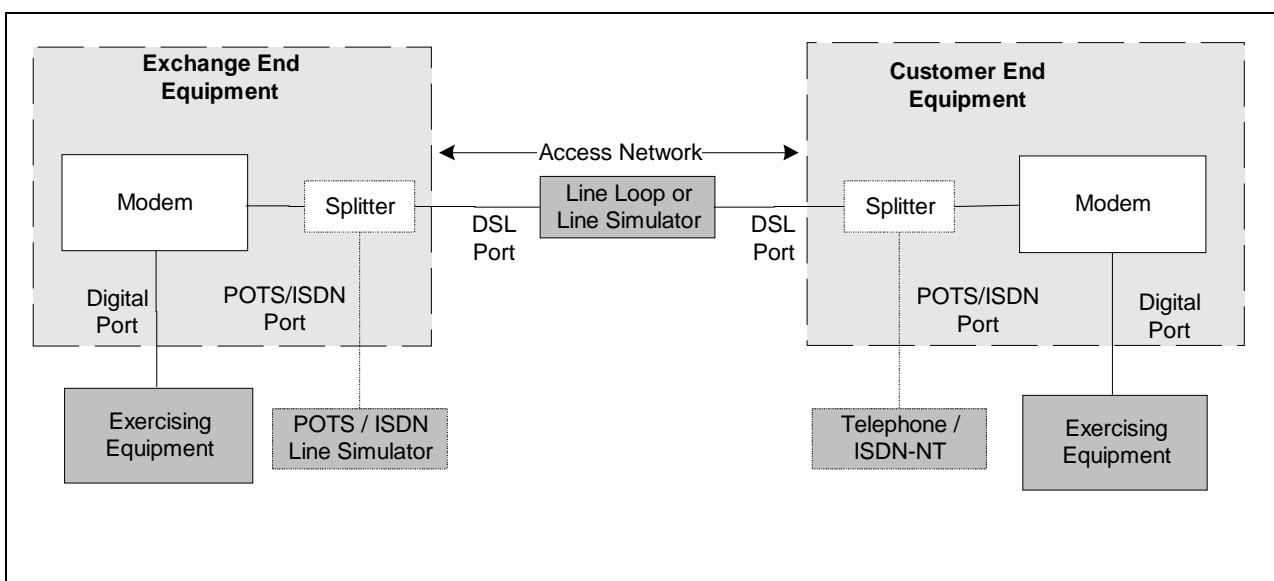 Exchange End
Equipment
Customer End
Equipment
Access Network
Modem
Splitter
Line Loop or
Line Simulator
Splitter
Modem
DSL
Port
DSL
Port
Digital
Port
POTS/ISDN
Port
POTS/ISDN
Port
Digital
Port
Exercising
Equipment
POTS / ISDN
Line Simulator
Telephone /
ISDN-NT
Exercising
Equipment